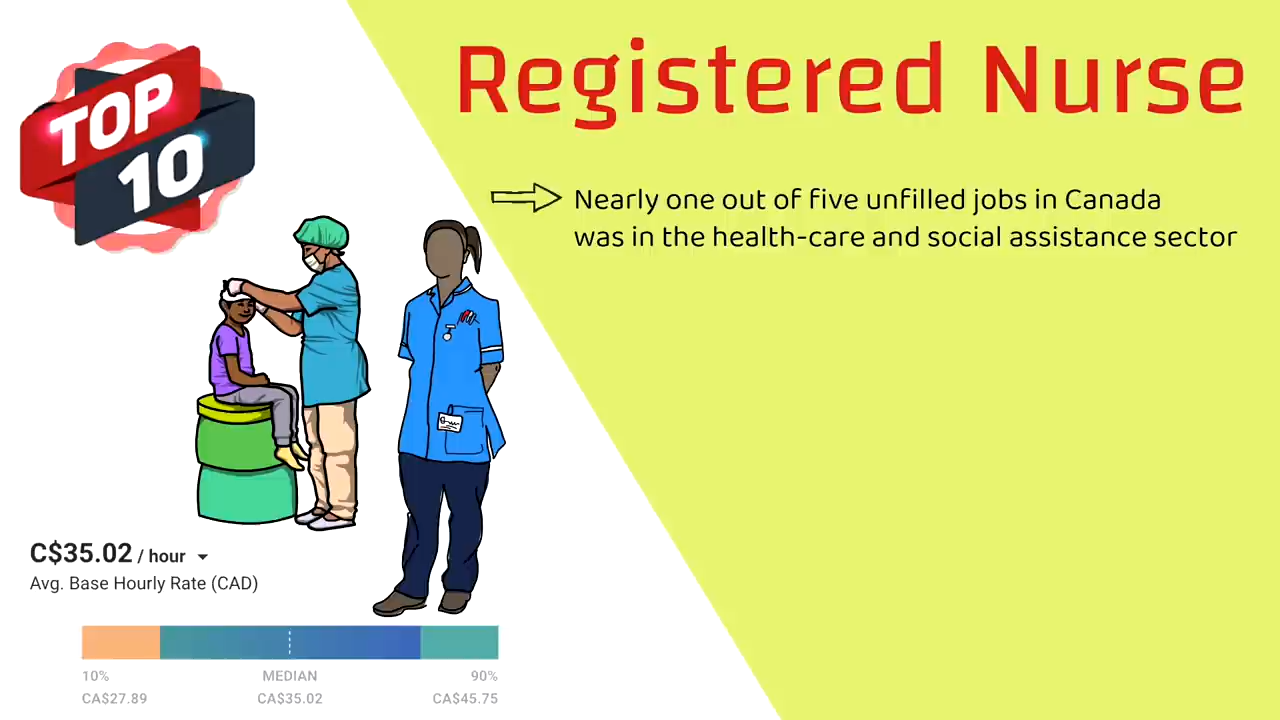 TOP
10
Registered Nurse
Nearly one out of five unfilled jobs in Canada
was in the health-care and social assistance sector
C$35.02 / hour
Avg. Base Hourly Rate (CAD)
10% MEDIAN 90%
CA$27.89 CA$35.02 CA$45.75